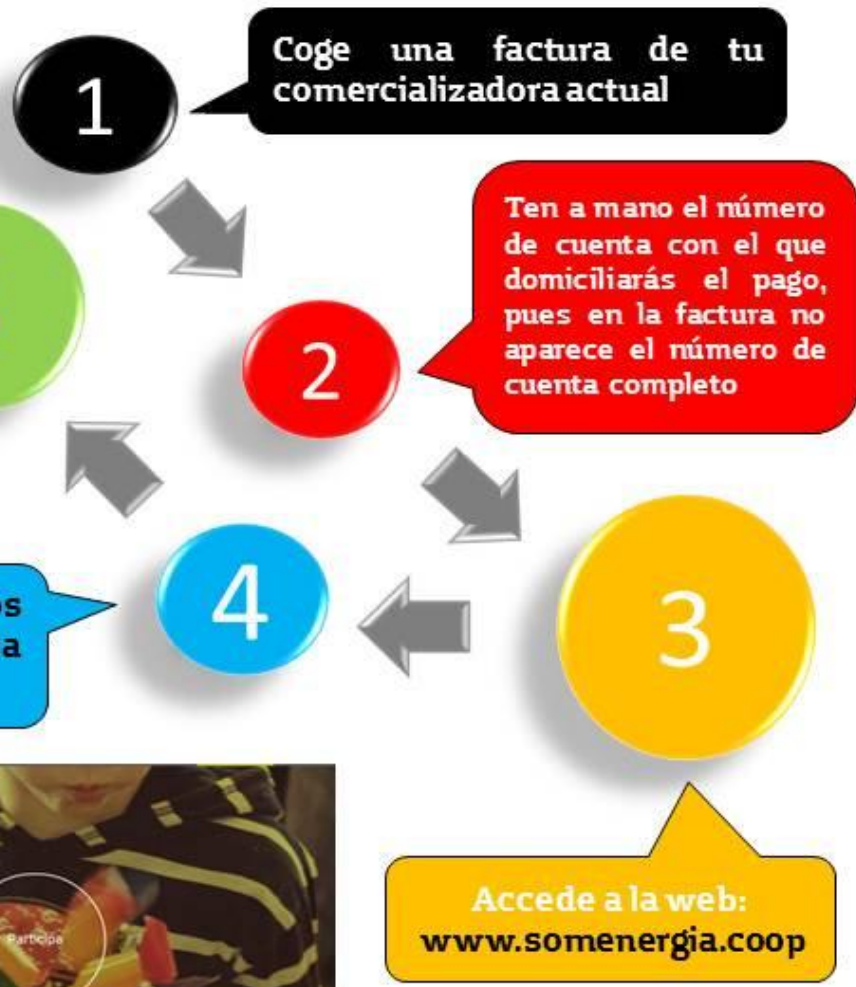 1
Coge una factura de tu
comercializadora actual
2
Ten a mano el número
de cuenta con el que
domiciliarás el pago,
pues en la factura no
aparece el número de
cuenta completo
3
Accede a la web:
www.somenergia.coop
4
a
Participa